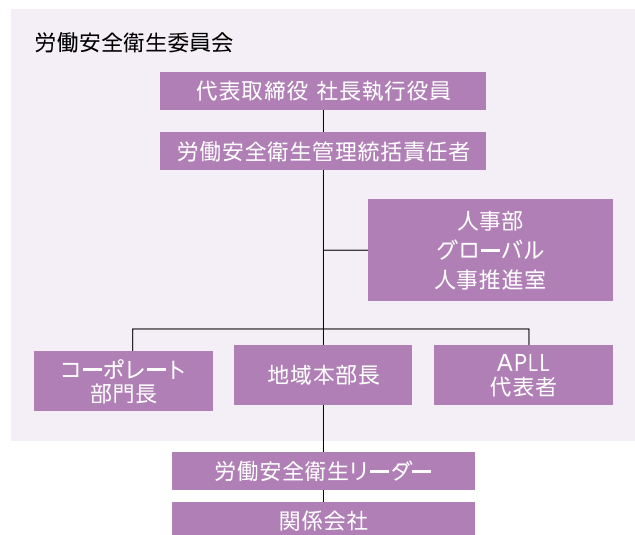 労働安全衛生委員会
代表取締役 社長執行役員
労働安全衛生管理統括責任者
人事部
グローバル
人事推進室
コーポレート
部門長
地域本部長
APLL
代表者
労働安全衛生リーダー
関係会社